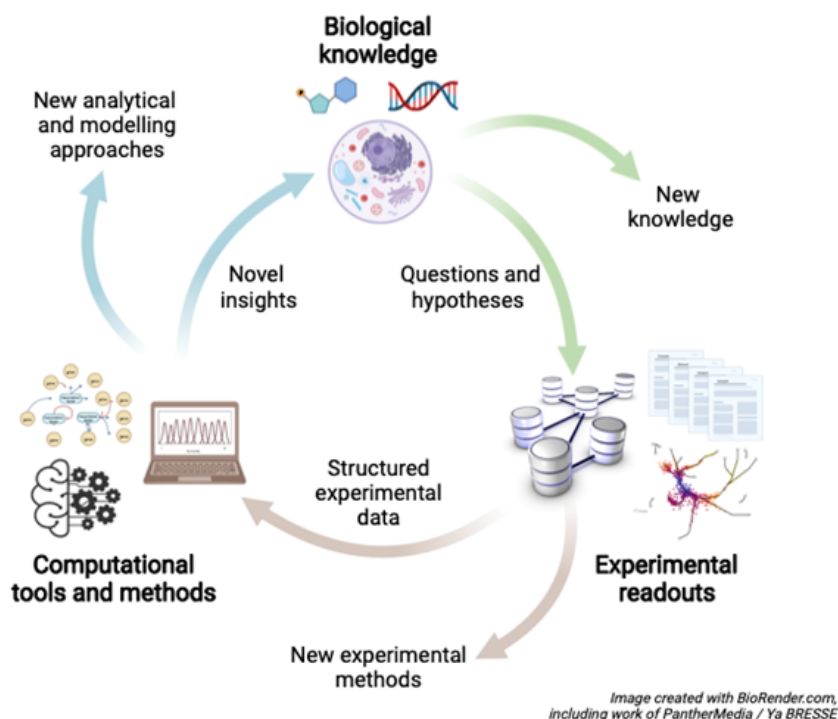 Biological
knowledge
New analytical
and modelling
approaches
New
knowledge
Novel
insights
Questions and
hypotheses
Structured
experimental
data
Computational
tools and methods
Experimental
readouts
New experimental
methods
Image created with BioRender.com,
including work of PantherMedia / Ya BRESSE